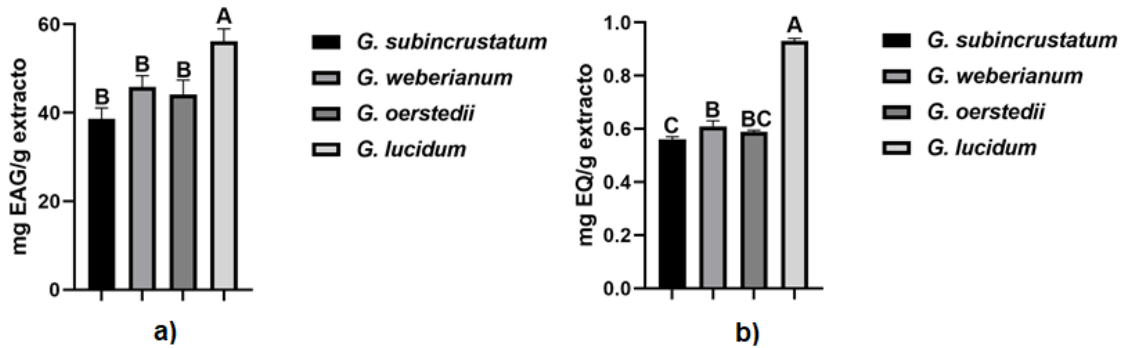 mg EAG/g extracto
60
40
20
0
B
B
B
A
G. subincrustatum
G. weberianum
G. oerstedii
G. lucidum
a)
mg EQ/g extracto
1.0
0.8
0.6
0.4
0.2
0.0
C
B
BC
A
G. subincrustatum
G. weberianum
G. oerstedii
G. lucidum
b)